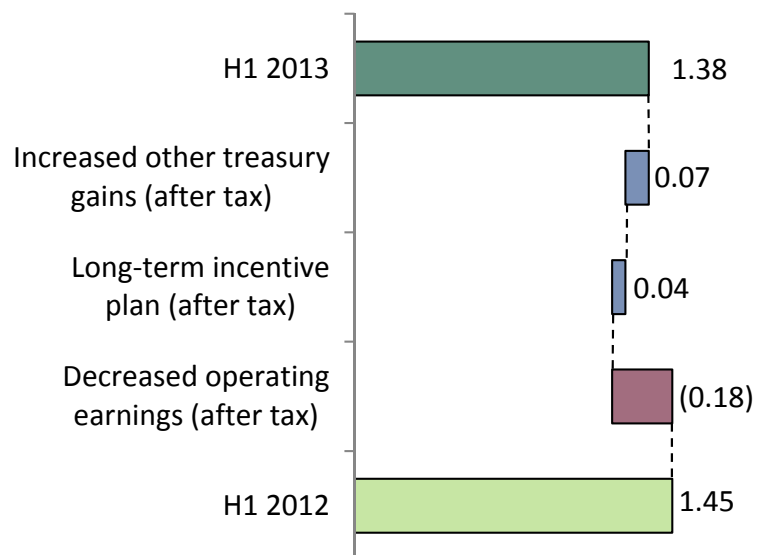 H1 2013
1.38
Increased other treasury
gains (after tax)
0.07
Long-term incentive
plan (after tax)
0.04
Decreased operating
earnings (after tax)
(0.18)
H1 2012
1.45